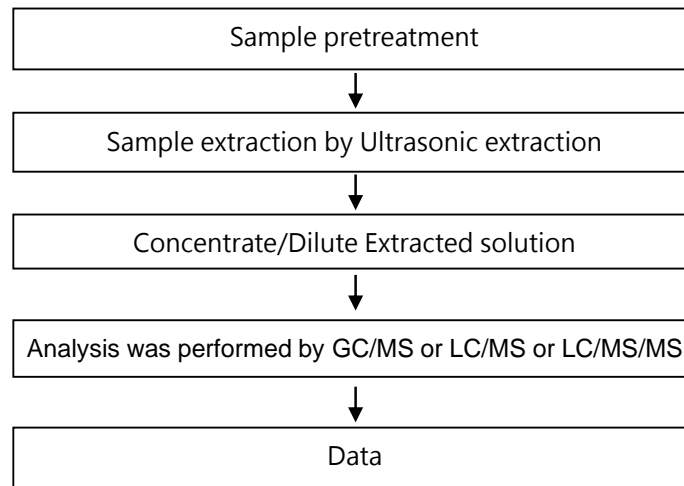 Sample pretreatment
Sample extraction by Ultrasonic extraction
Concentrate/Dilute Extracted solution
Analysis was performed by GC/MS or LC/MS or LC/MS/MS
Data